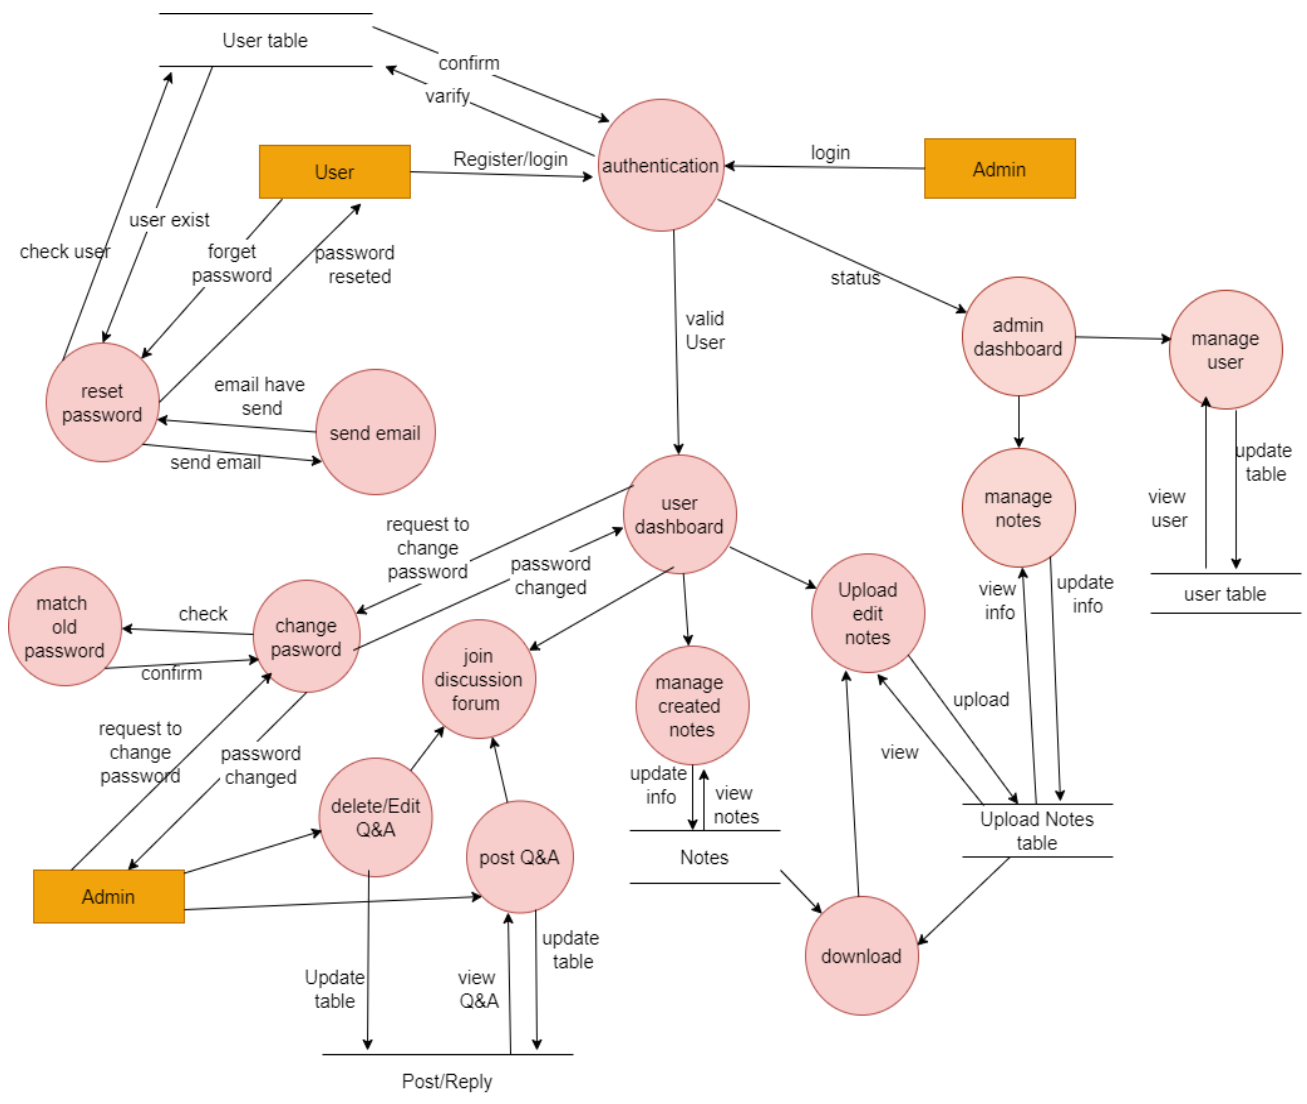 User table
confirm
varify
Register/login
login
User
authentication
Admin
user exist
check user
forget
password
password
reseted
status
valid
User
admin
dashboard
manage
user
reset
password
email have
send
send email
send email
update
table
view
user
user table
manage
notes
user
dashboard
request to
change
password
password
changed
view
info
update
info
Upload
edit
notes
match
old
password
check
confirm
change
pasword
join
discussion
forum
manage
created
notes
upload
view
request to
change
password
password
changed
update
info
view
notes
delete/Edit
Q&A
post Q&A
Notes
Upload Notes
table
Admin
download
Update
table
view
Q&A
update
table
Post/Reply